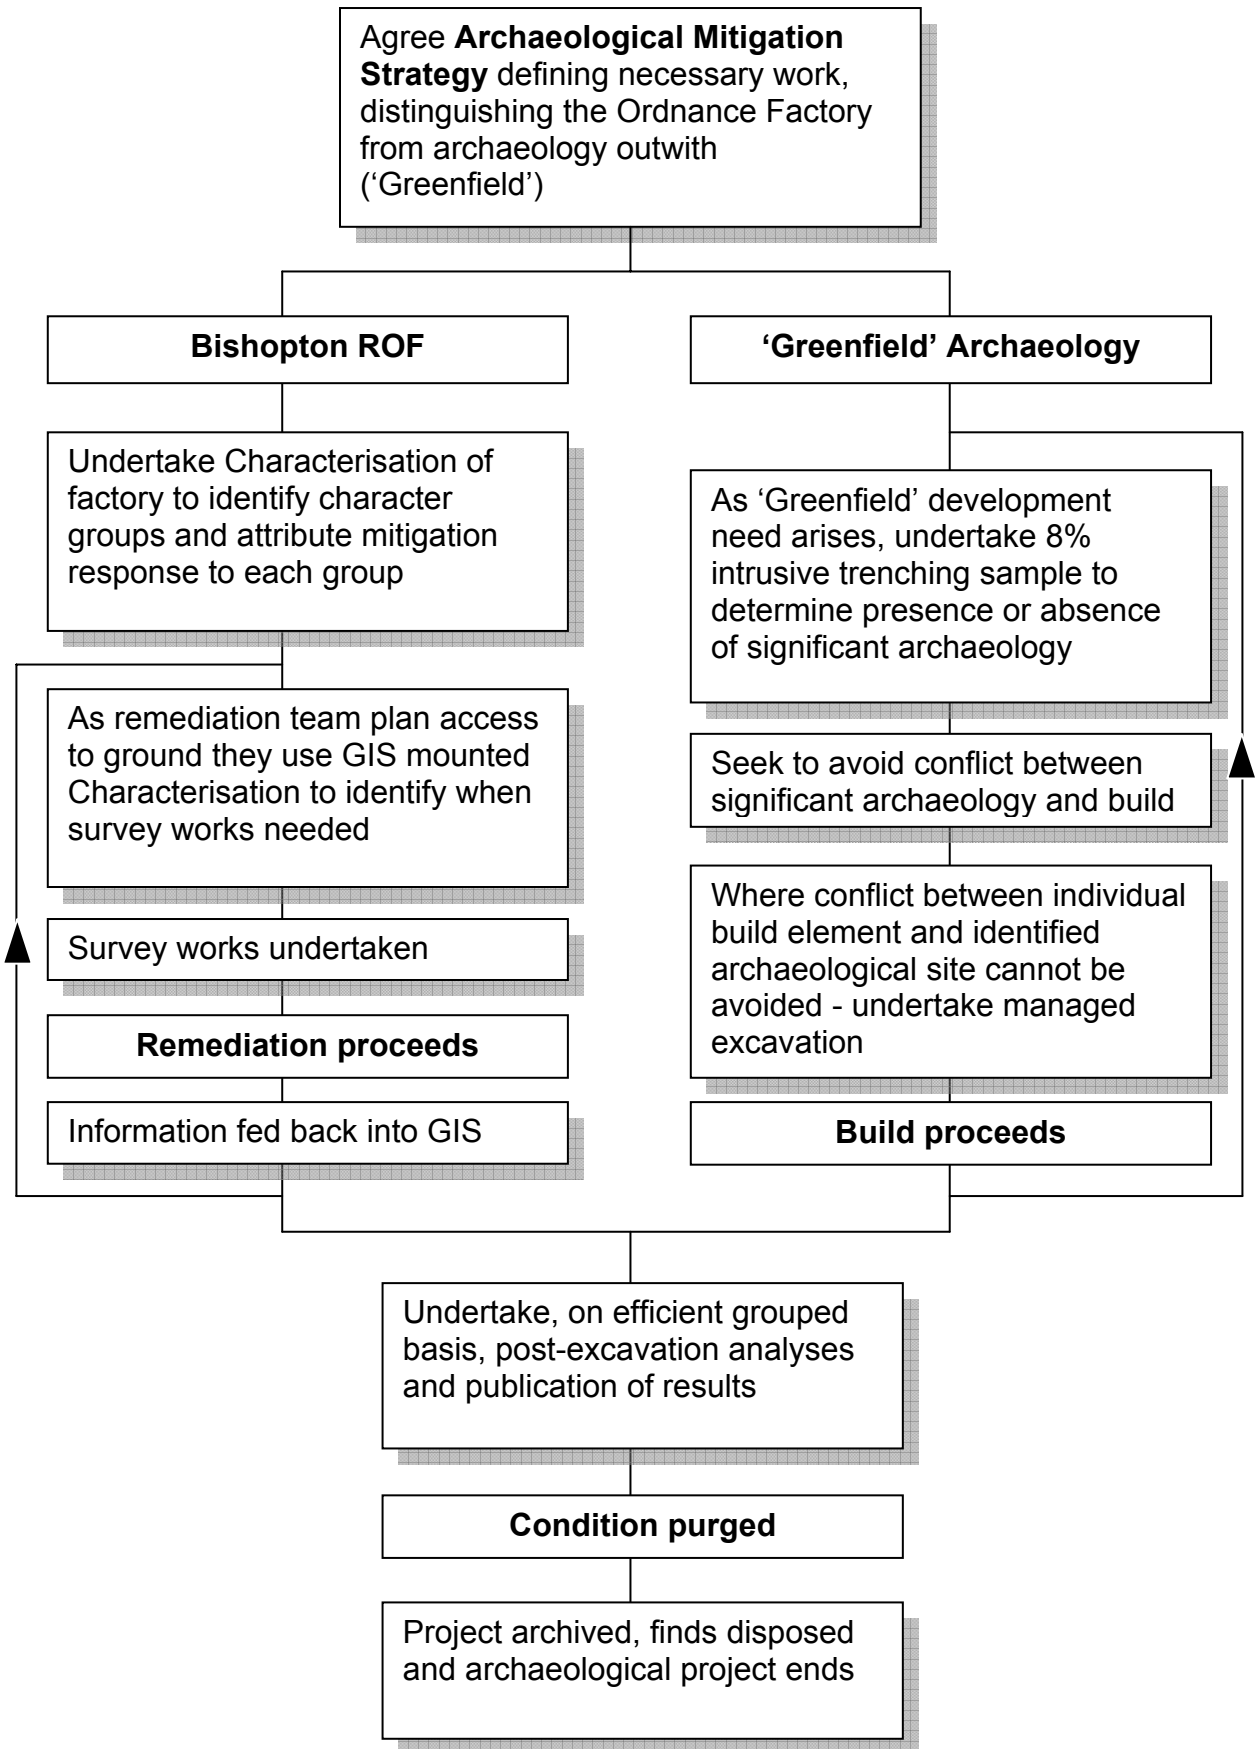 Agree Archaeological Mitigation
Strategy defining necessary work,
distinguishing the Ordnance Factory
from archaeology outwith
(‘Greenfield’)
Bishopton ROF
Undertake Characterisation of
factory to identify character
groups and attribute mitigation
response to each group
As remediation team plan access
to ground they use GIS mounted
Characterisation to identify when
survey works needed
Survey works undertaken
Remediation proceeds
Information fed back into GIS
‘Greenfield’ Archaeology
As ‘Greenfield’ development
need arises, undertake 8%
intrusive trenching sample to
determine presence or absence
of significant archaeology
Seek to avoid conflict between
significant archaeology and build
Where conflict between individual
build element and identified
archaeological site cannot be
avoided - undertake managed
excavation
Build proceeds
Undertake, on efficient grouped
basis, post-excavation analyses
and publication of results
Condition purged
Project archived, finds disposed
and archaeological project ends